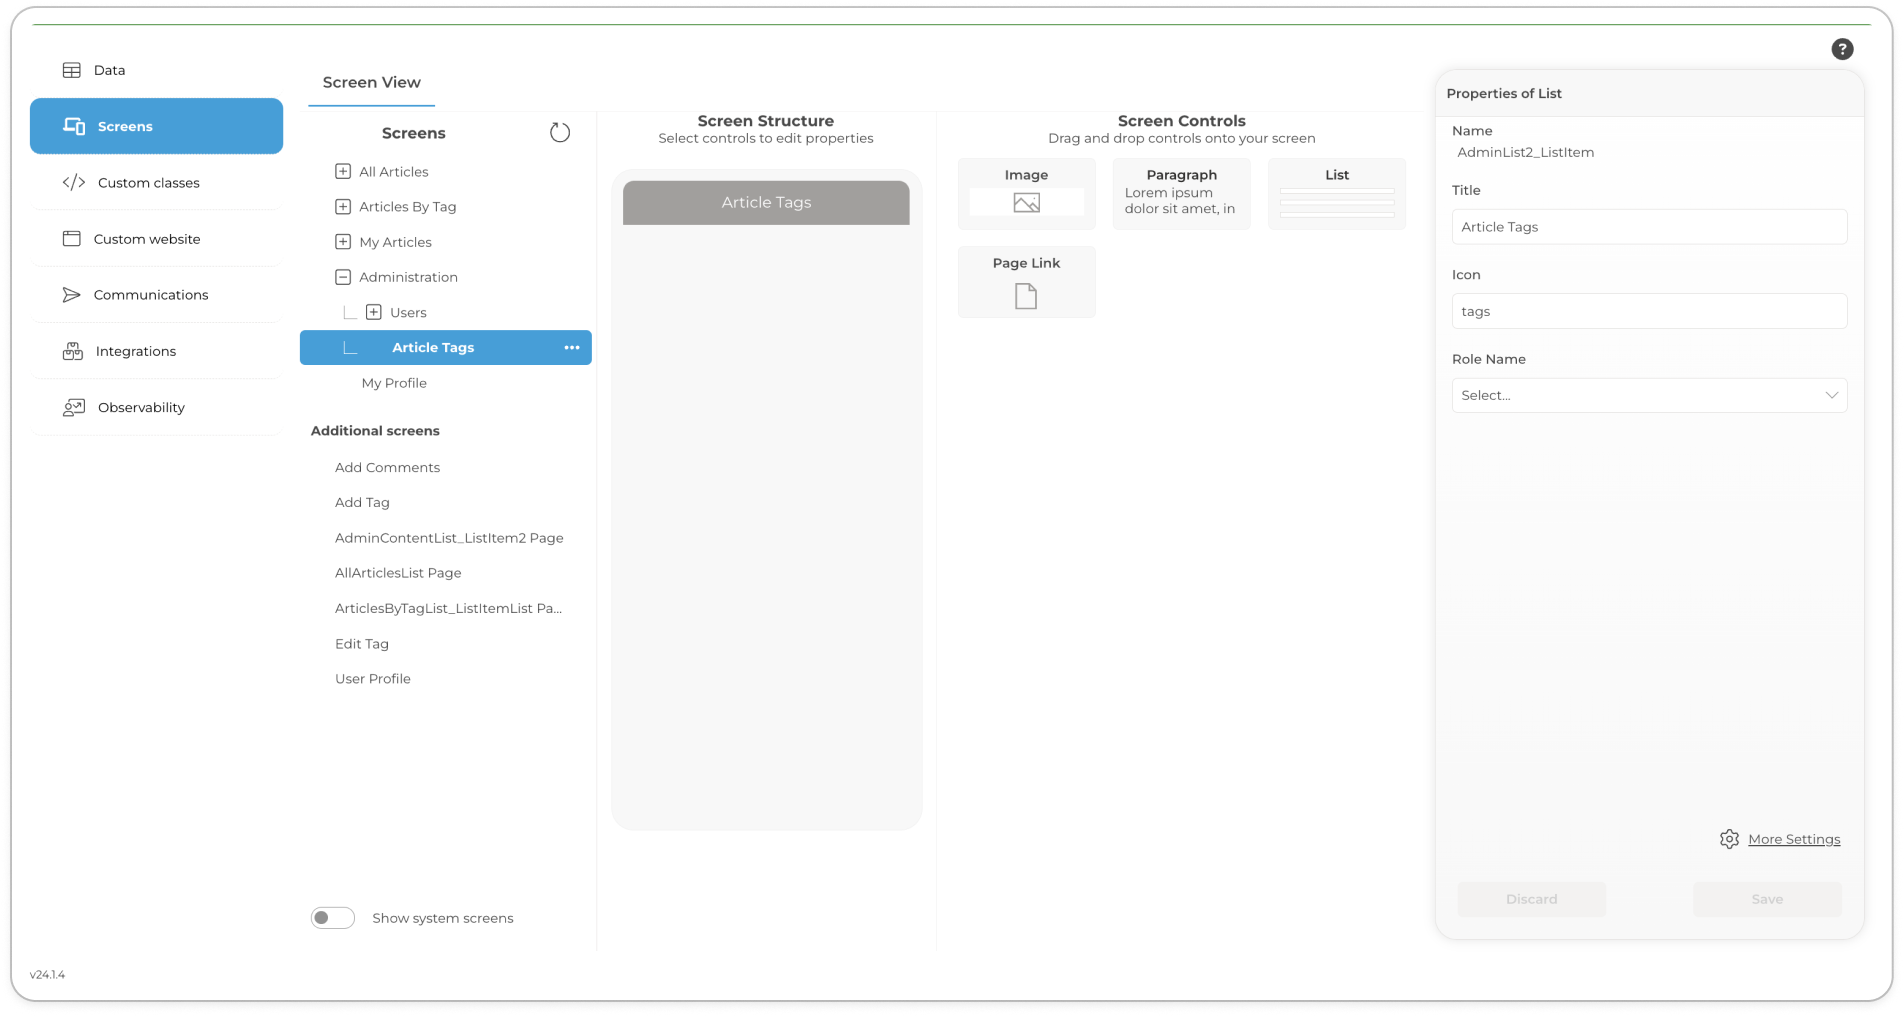 Data
Screens
Custom classes
Custom website
Communications
Integrations
Observability
v24.1.4
Screen View
Screens
All Articles
Articles By Tag
My Articles
Administration
Users
Article Tags
My Profile
Additional screens
Add Comments
Add Tag
AdminContentList_ListItem2 Page
AllArticlesList Page
ArticlesByTagList_ListItemList Pa...
Edit Tag
User Profile
Show system screens
Screen Structure
Select controls to edit properties
Article Tags
Screen Controls
Drag and drop controls onto your screen
Image
Paragraph
Lorem ipsum
dolor sit amet, in
List
Page Link
?
Properties of List
Name
AdminList2_ListItem
Title
Article Tags
Icon
tags
Role Name
Select...
More Settings
Discard
Save